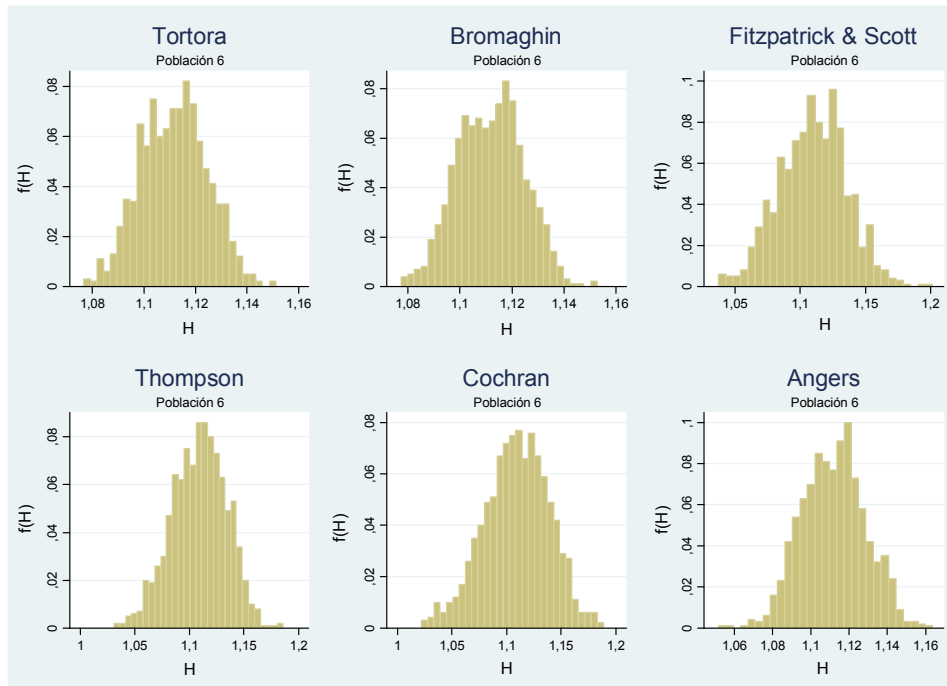 Tortora
Población 6
f(H)
,08
,06
,04
,02
0
1,08 1,1 1,12 1,14 1,16
H
Bromaghin
Población 6
f(H)
,08
,06
,04
,02
0
1,08 1,1 1,12 1,14 1,16
H
Fitzpatrick & Scott
Población 6
f(H)
,1
,08
,06
,04
,02
0
1,05 1,1 1,15 1,2
H
Thompson
Población 6
f(H)
,08
,06
,04
,02
0
1 1,05 1,1 1,15 1,2
H
Cochran
Población 6
f(H)
,08
,06
,04
,02
0
1 1,05 1,1 1,15 1,2
H
Angers
Población 6
f(H)
,1
,08
,06
,04
,02
0
1,06 1,08 1,1 1,12 1,14 1,16
H